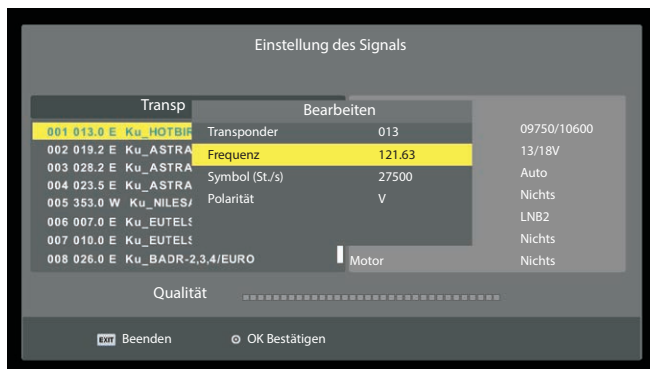 Einstellung des Signals
Transp
Bearbeiten
001 013.0 E Ku_HOTBIR
002 019.2 E Ku_ASTRA
003 028.2 E Ku_ASTRA
004 023.5 E Ku_ASTRA
005 353.0 W Ku_NILESA
006 007.0 E Ku_EUTELS
007 010.0 E Ku_EUTELS
008 026.0 E Ku_BADR-2,3,4/EURO
Transponder 013
Frequenz 121.63
Symbol (St./s) 27500
Polarität V
09750/10600
13/18V
Auto
Nichts
LNB2
Nichts
Motor Nichts
Qualität
EXIT Beenden
OK Bestätigen